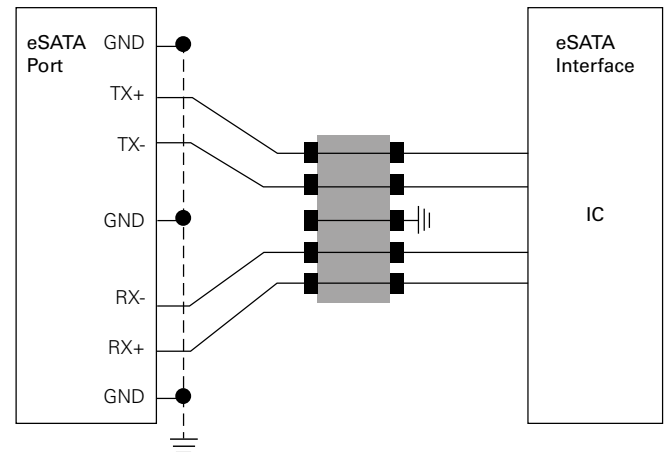 eSATA
Port
GND
TX+
TX-
GND
RX-
RX+
GND
eSATA
Interface
IC